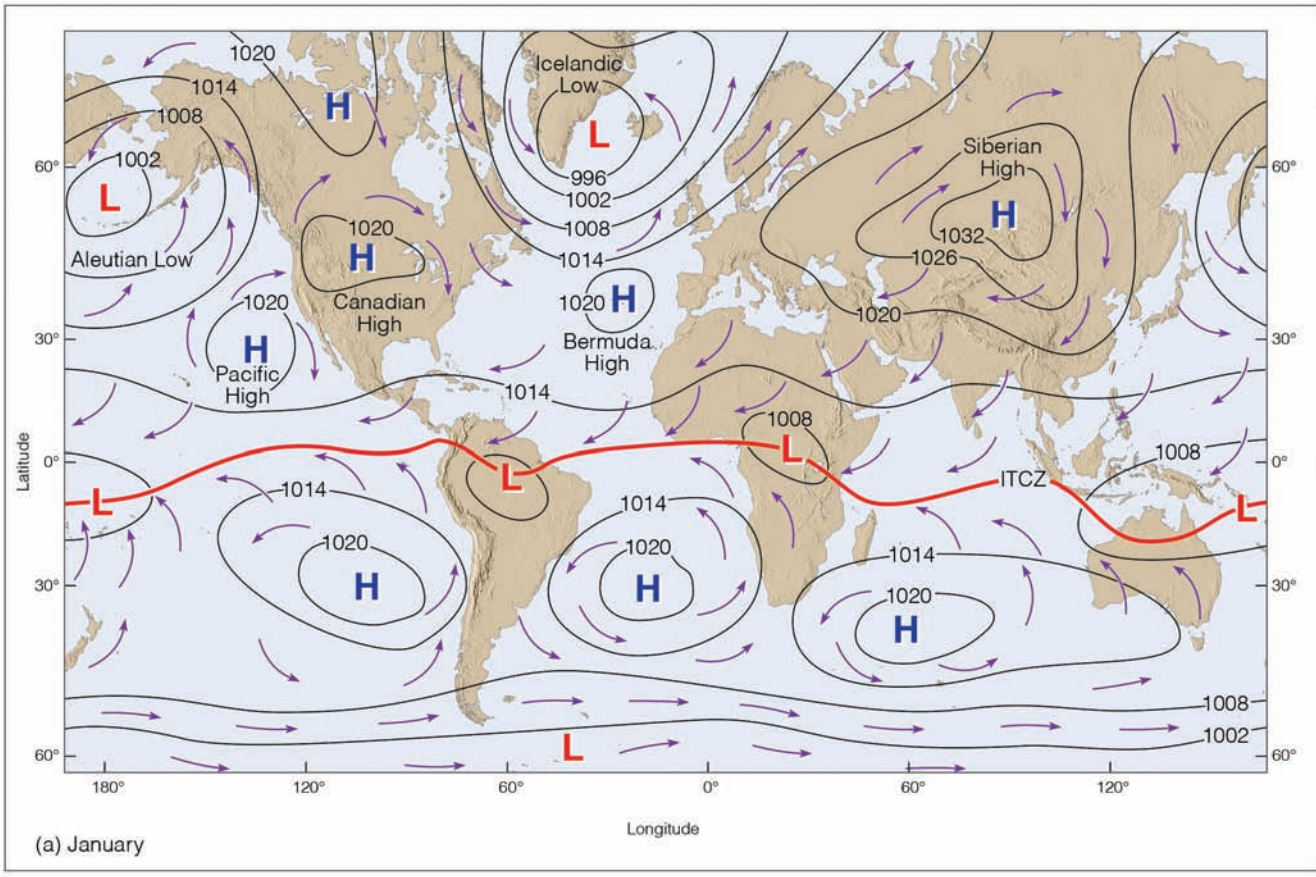 1020
1014
H
Icelandic
Low
L
1008
1002
L
Aleutian Low
60°
996
1002
1008
1014
Siberian
High
H
1032
1026
1020
60°
1020
H
Canadian
High
1020
H
Pacific
High
1020
H
Bermuda
High
30°
30°
1014
1008
L
L
L
0°
ITCZ
1008
L
0°
Latitude
1014
1020
H
1014
1020
H
1014
1020
H
30°
30°
1008
1002
L
60°
60°
180°
120°
60°
0°
60°
120°
Longitude
(a) January